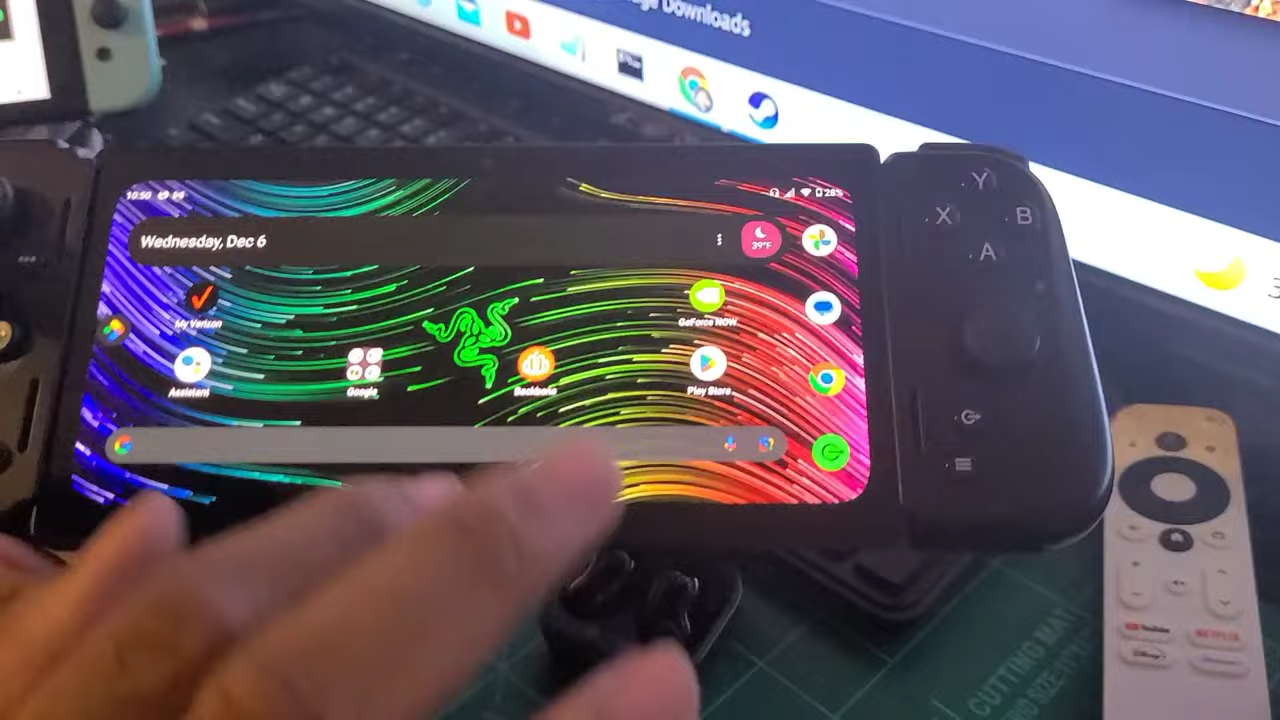 Downloads
10:50
28%
Wednesday, Dec 6
39°F
My Verizon
GeForce NOW
Assistant
Google
Backbone
Play Store
Y
X
B
A
YouTube
NETFLIX
Disney+
CUTTING MAT